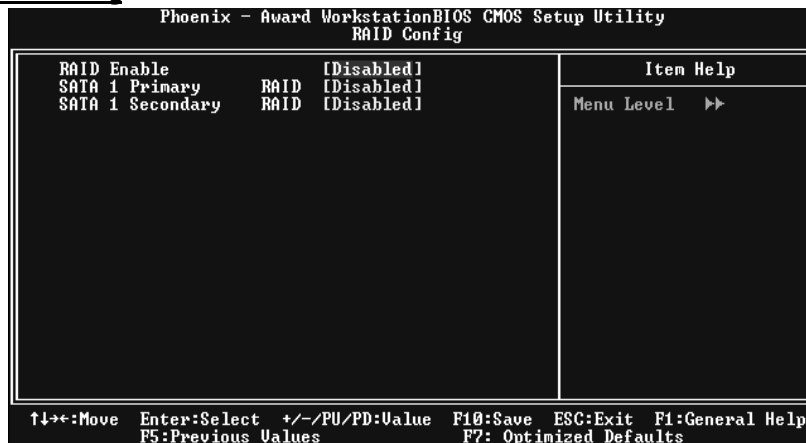 Phoenix - Award WorkstationBIOS CMOS Setup Utility
RAID Config
RAID Enable [Disabled]
SATA 1 Primary RAID [Disabled]
SATA 1 Secondary RAID [Disabled]
Item Help
Menu Level ▸▸
↑↓→←:Move Enter:Select +/-/PU/PD:Value F10:Save ESC:Exit F1:General Help
F5:Previous Values F7: Optimized Defaults